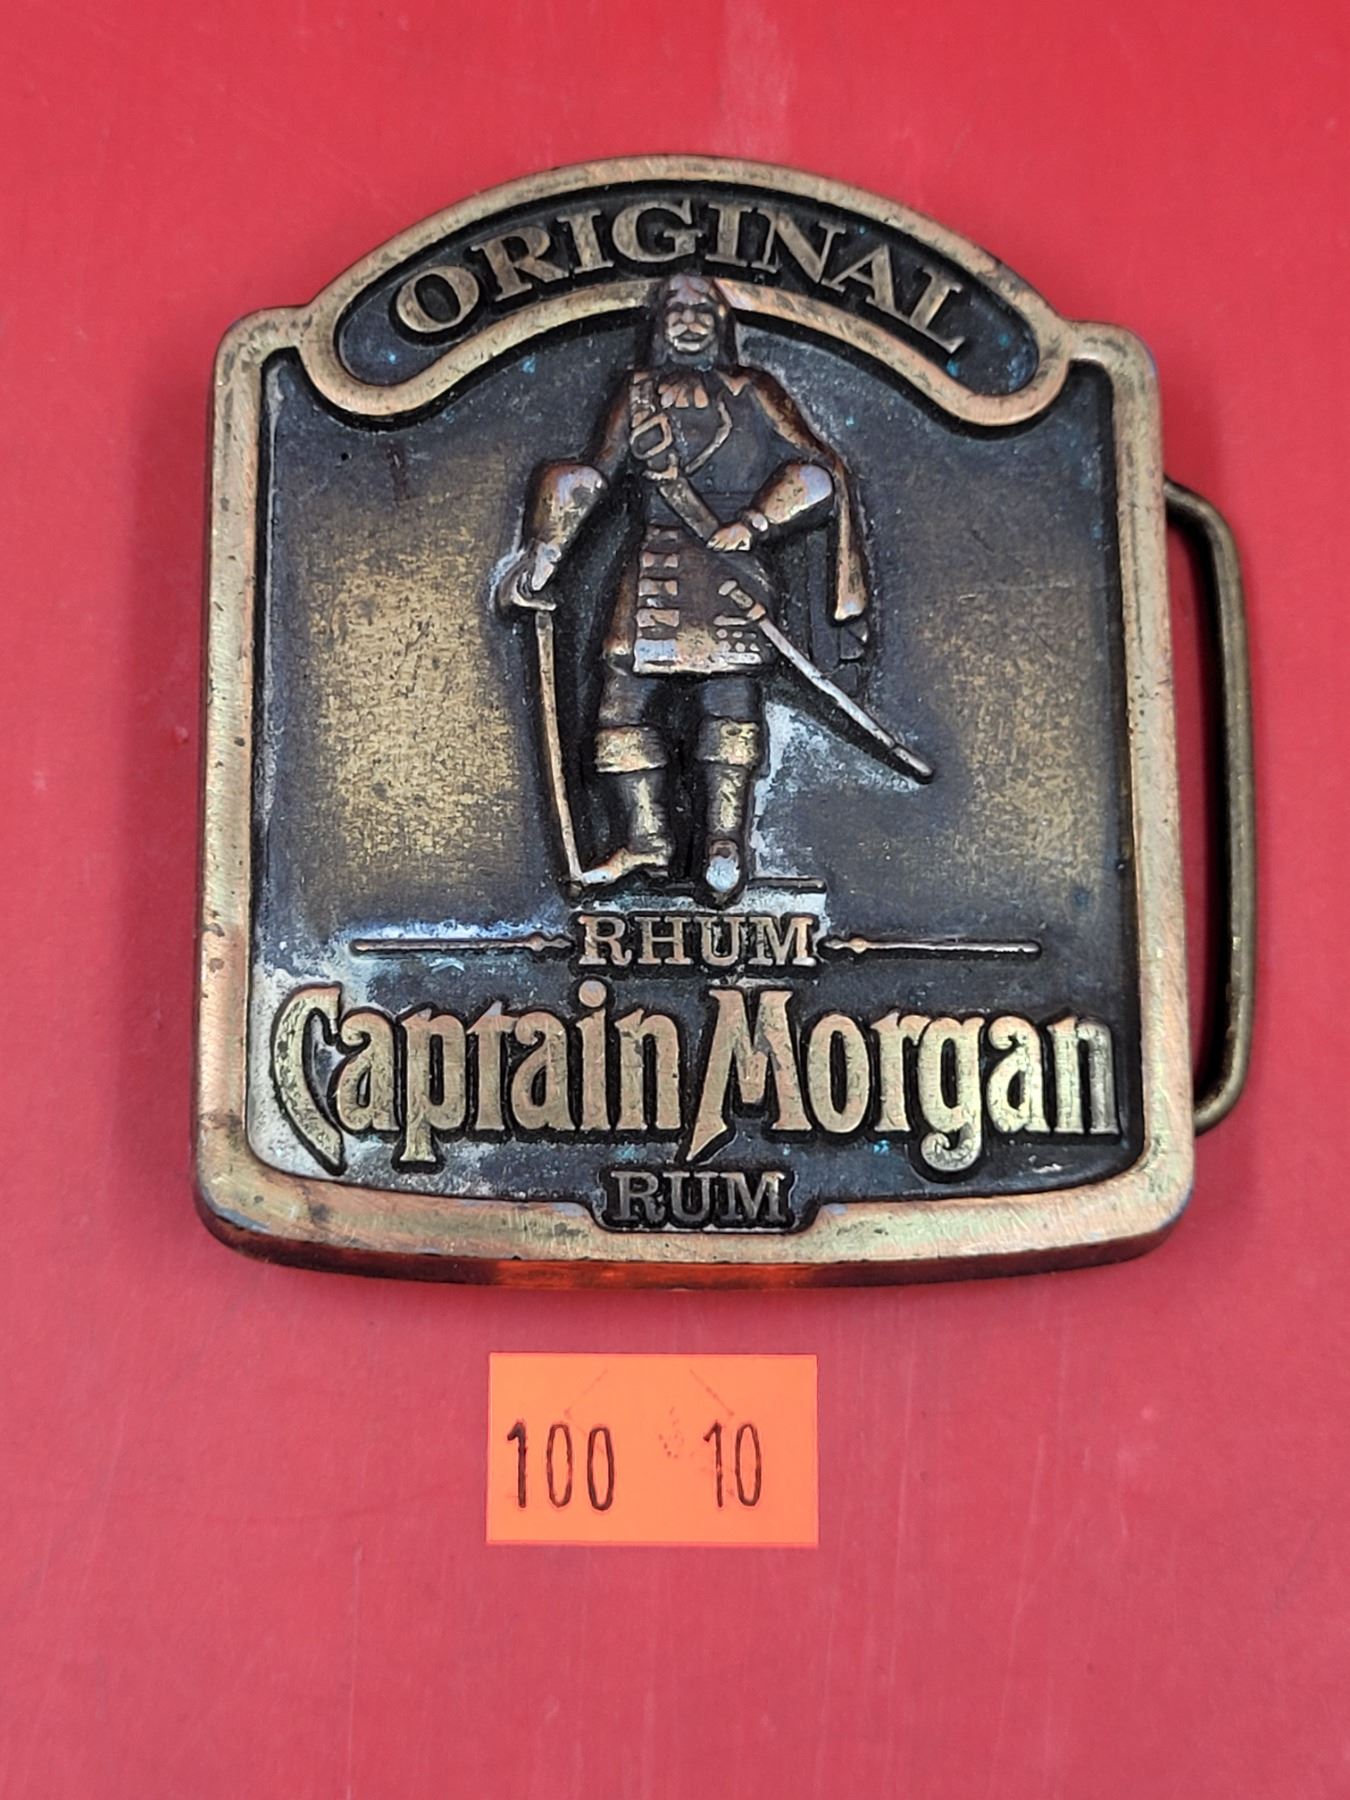 ORIGINAL
RHUM
Captain Morgan
RUM
100 10